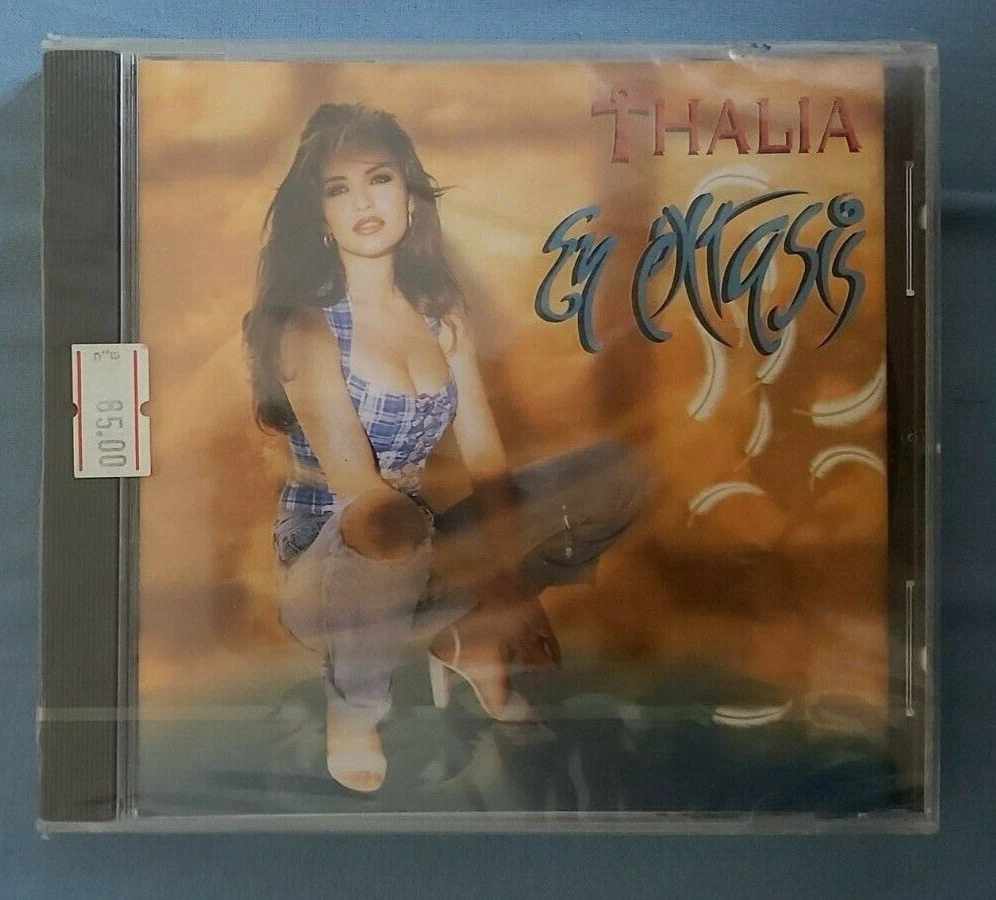 THALIA
En éxtasis
85.00